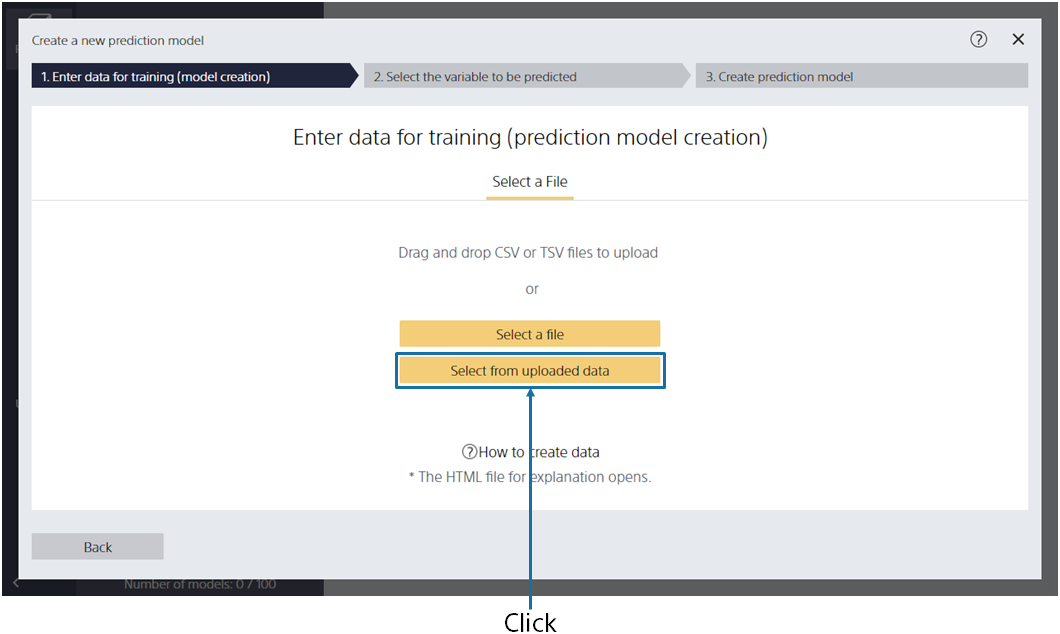 Create a new prediction model
1. Enter data for training (model creation)
2. Select the variable to be predicted
3. Create prediction model
Enter data for training (prediction model creation)
Select a File
Drag and drop CSV or TSV files to upload
or
Select a file
Select from uploaded data
?How to create data
* The HTML file for explanation opens.
Back
Number of models: 0 / 100
Click